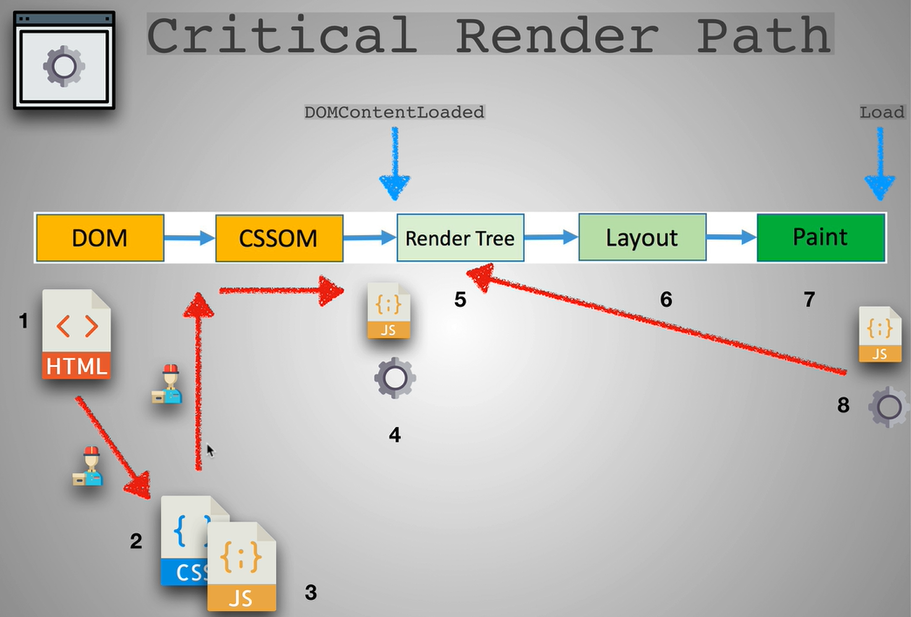 Critical Render Path
DOMContentLoaded
Load
DOM
CSSOM
Render Tree
Layout
Paint
1
HTML
{;}
JS
4
5
6
7
{;}
JS
8
2
{ }
CSS
{;}
JS
3